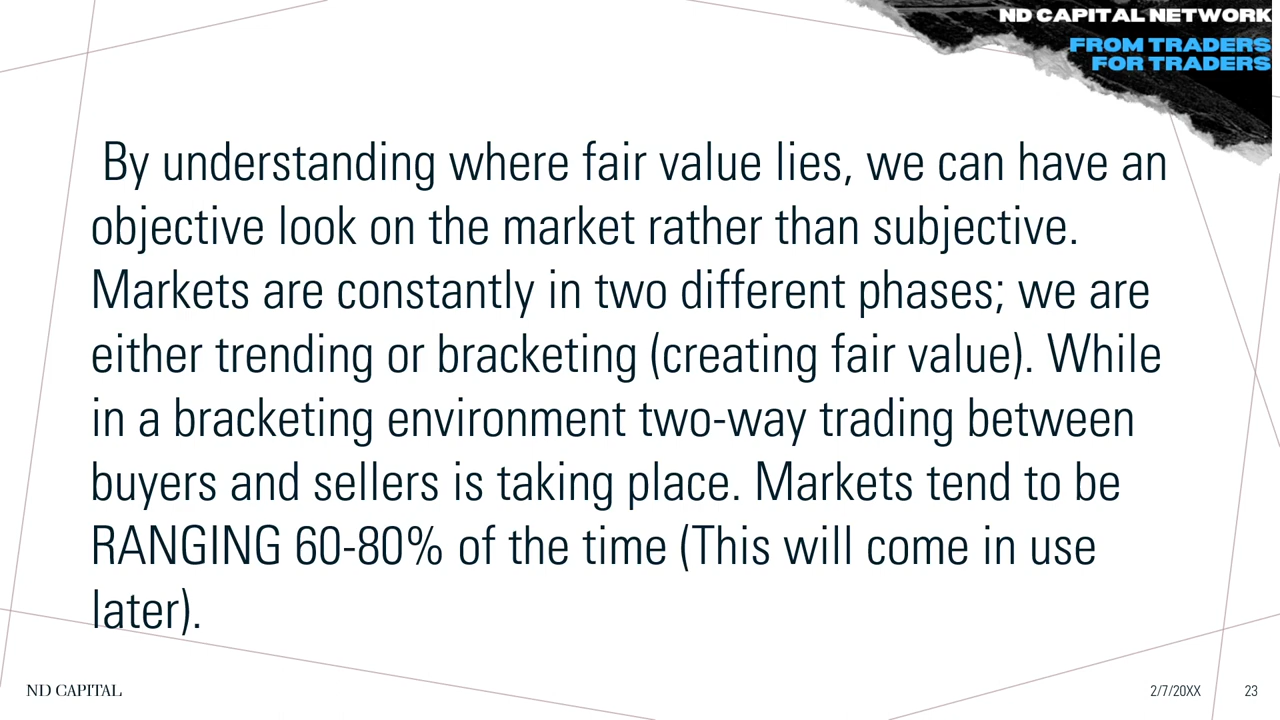 ND CAPITAL NETWORK
FROM TRADERS
FOR TRADERS
By understanding where fair value lies, we can have an
objective look on the market rather than subjective.
Markets are constantly in two different phases; we are
either trending or bracketing (creating fair value). While
in a bracketing environment two-way trading between
buyers and sellers is taking place. Markets tend to be
RANGING 60-80% of the time (This will come in use
later).
ND CAPITAL
2/7/20XX
23